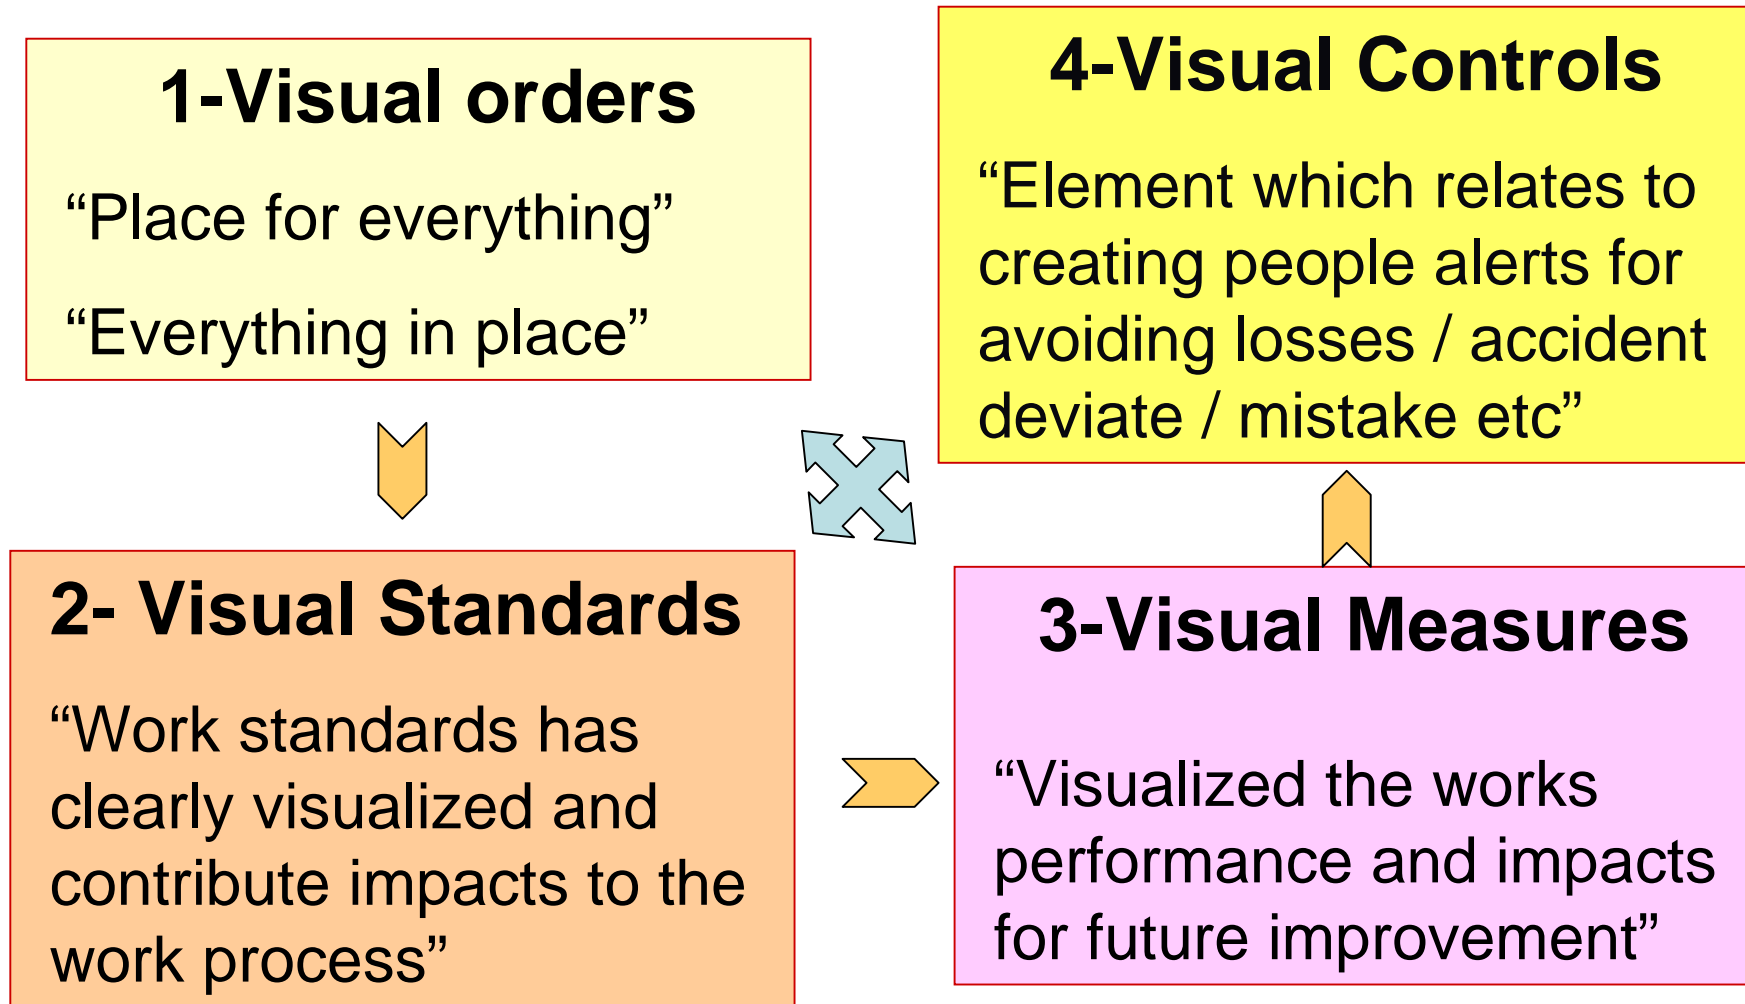 1-Visual orders
“Place for everything”
“Everything in place”
2- Visual Standards
“Work standards has
clearly visualized and
contribute impacts to the
work process”
3-Visual Measures
“Visualized the works
performance and impacts
for future improvement”
4-Visual Controls
“Element which relates to
creating people alerts for
avoiding losses / accident
deviate / mistake etc”